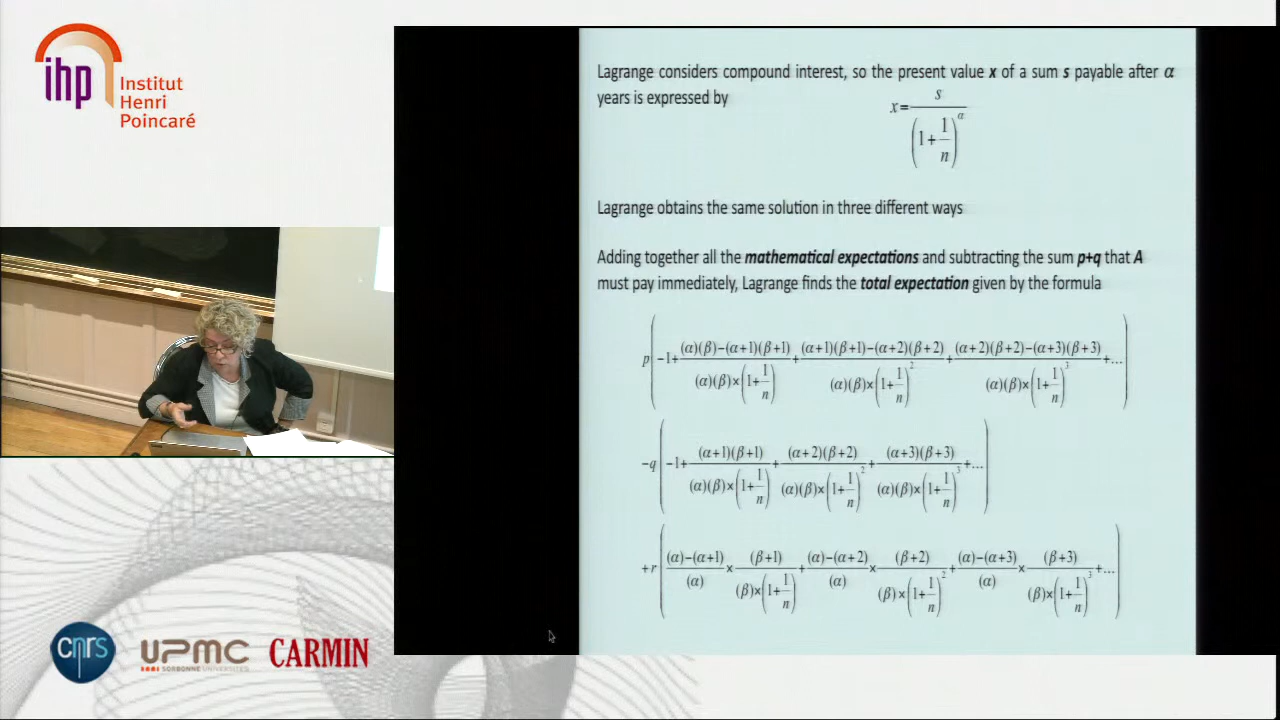 ihp
Institut
Henri
Poincaré
Lagrange considers compound interest, so the present value x of a sum s payable after α
years is expressed by
x = s / (1+1/n)^α
Lagrange obtains the same solution in three different ways
Adding together all the mathematical expectations and subtracting the sum p+q that A
must pay immediately, Lagrange finds the total expectation given by the formula
p(-1+((α)(β)-(α+1)(β+1))/((α)(β)×(1+1/n))+((α+1)(β+1)-(α+2)(β+2))/((α)(β)×(1+1/n)^2)+((α+2)(β+2)-(α+3)(β+3))/((α)(β)×(1+1/n)^3)+...)
-q(-1+((α+1)(β+1))/((α)(β)×(1+1/n))+((α+2)(β+2))/((α)(β)×(1+1/n)^2)+((α+3)(β+3))/((α)(β)×(1+1/n)^3)+...)
+r(((α)-(α+1))/(α)×(β+1)/((β)×(1+1/n))+((α)-(α+2))/(α)×(β+2)/((β)×(1+1/n)^2)+((α)-(α+3))/(α)×(β+3)/((β)×(1+1/n)^3)+...)
cnrs
UPMC
SORBONNE UNIVERSITÉS
CARMIN